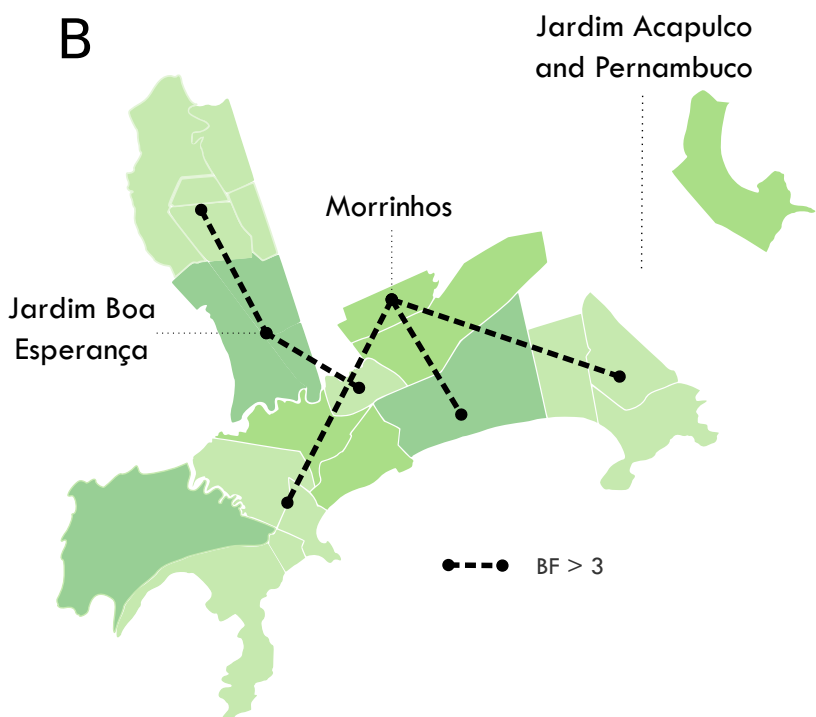 B
Jardim Acapulco
and Pernambuco
Morrinhos
Jardim Boa
Esperança
BF > 3